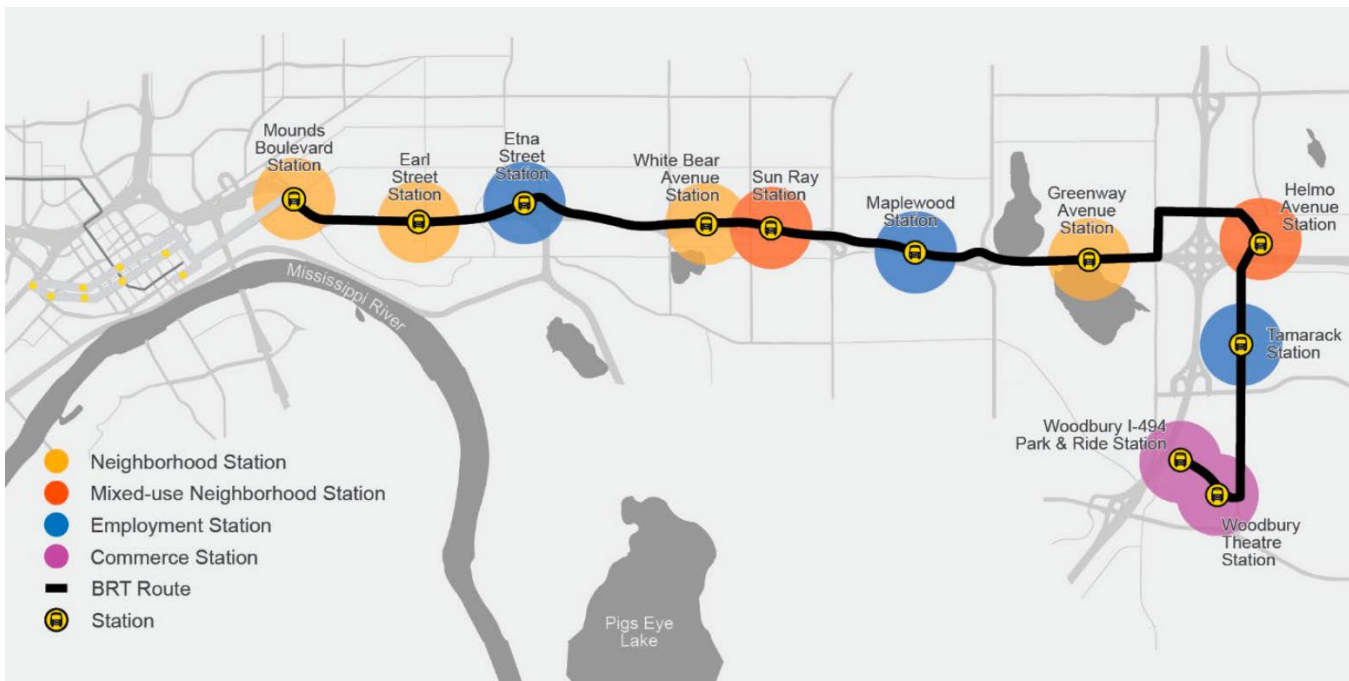 Mounds
Boulevard
Station
Earl
Street
Station
Etna
Street
Station
White Bear
Avenue
Station
Sun Ray
Station
Maplewood
Station
Greenway
Avenue
Station
Helmo
Avenue
Station
Tamarack
Station
Woodbury I-494
Park & Ride Station
Woodbury
Theatre
Station
Mississippi River
Pigs Eye
Lake
Neighborhood Station
Mixed-use Neighborhood Station
Employment Station
Commerce Station
BRT Route
Station